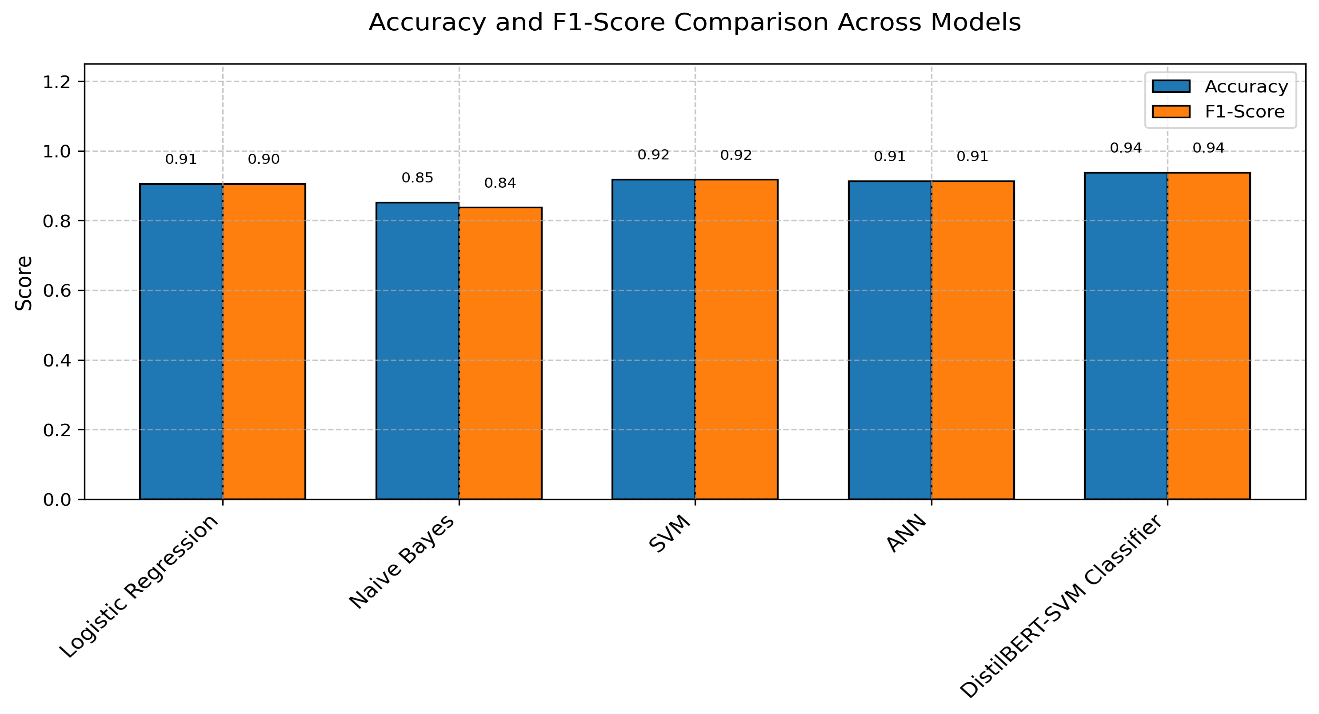 Accuracy and F1-Score Comparison Across Models
Score
1.2
1.0
0.8
0.6
0.4
0.2
0.0
Accuracy
F1-Score
0.91 0.90
0.85 0.84
0.92 0.92
0.91 0.91
0.94 0.94
Logistic Regression
Naive Bayes
SVM
ANN
DistilBERT-SVM Classifier